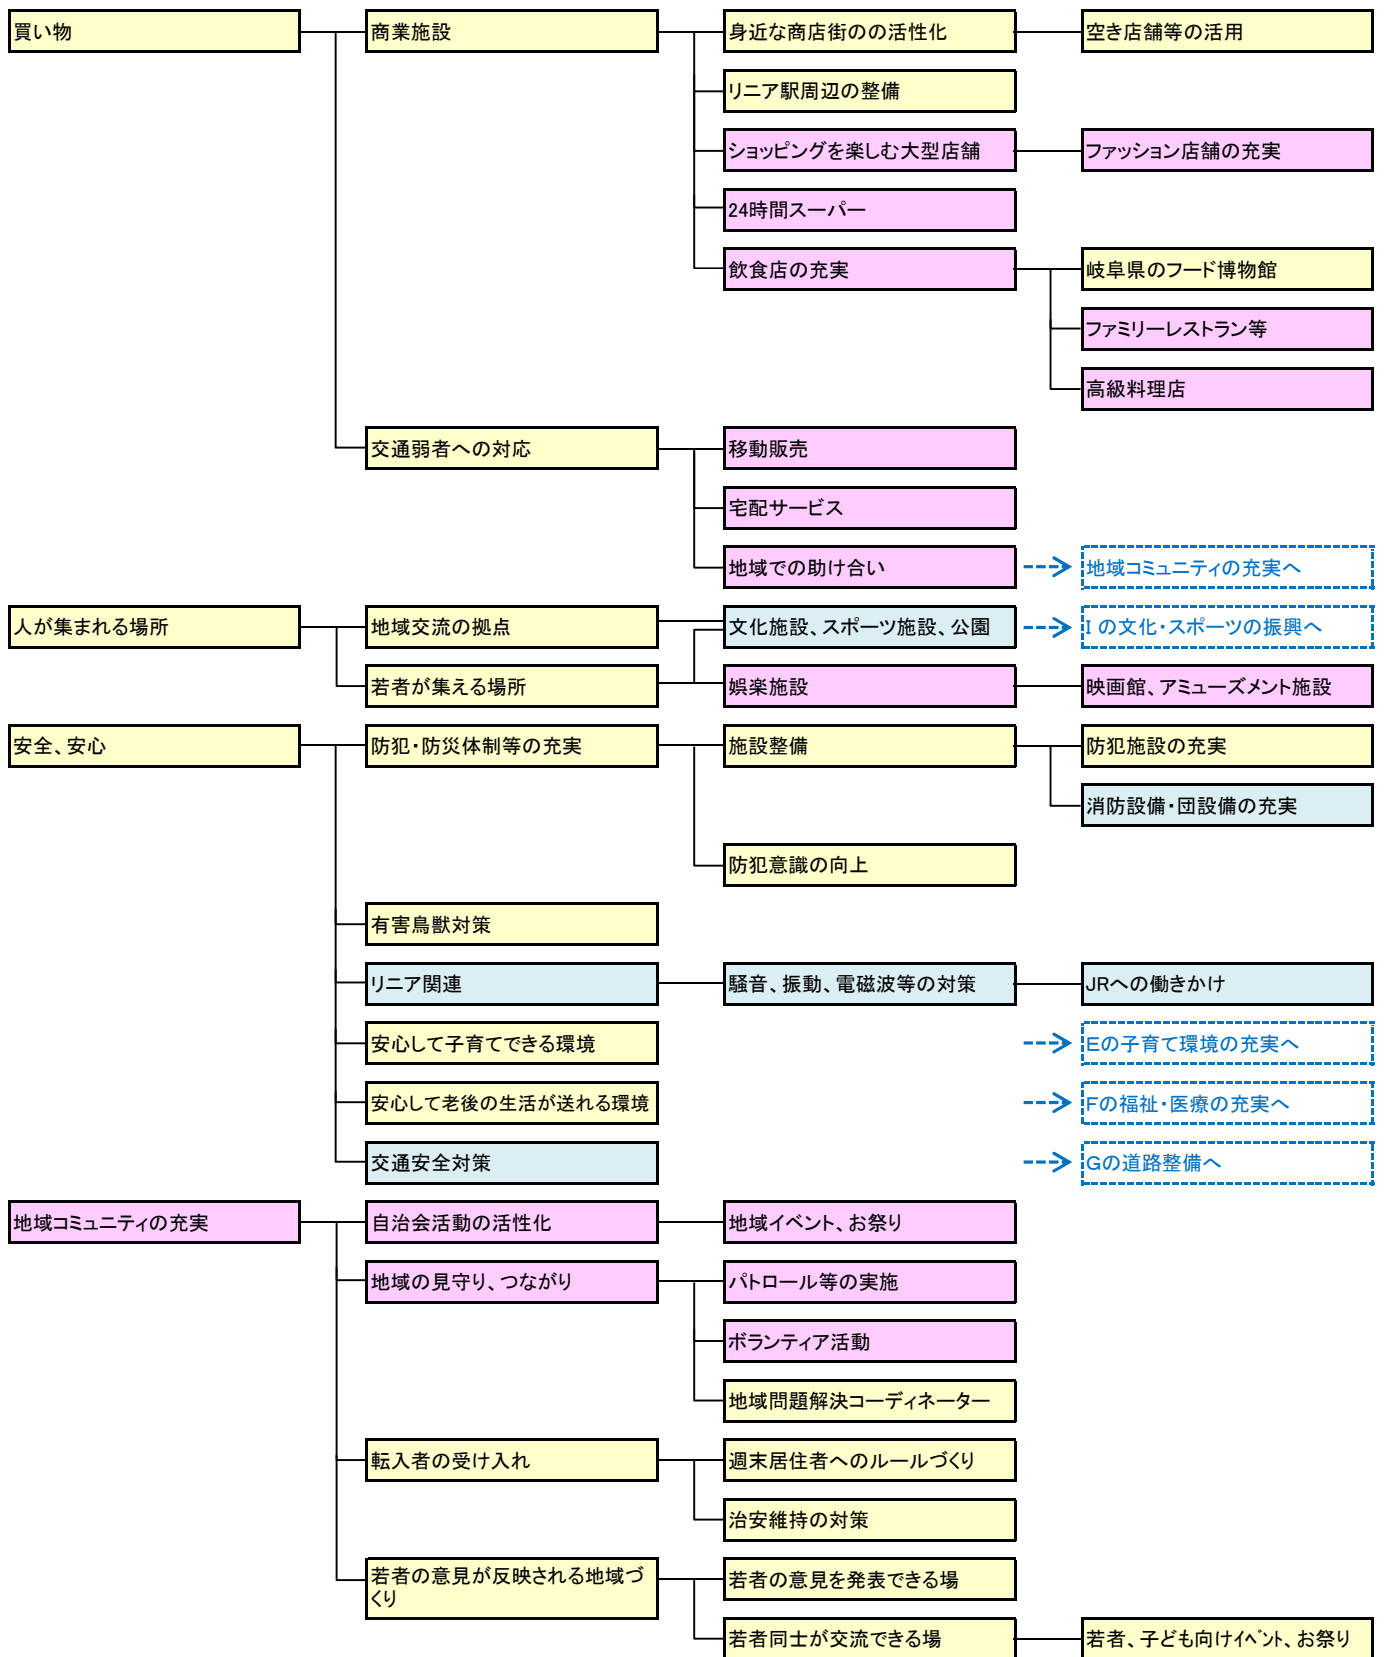 買い物
商業施設
身近な商店街のの活性化
空き店舗等の活用
リニア駅周辺の整備
ショッピングを楽しむ大型店舗
ファッション店舗の充実
24時間スーパー
飲食店の充実
岐阜県のフード博物館
ファミリーレストラン等
高級料理店
交通弱者への対応
移動販売
宅配サービス
地域での助け合い
地域コミュニティの充実へ
人が集まれる場所
地域交流の拠点
文化施設、スポーツ施設、公園
Iの文化・スポーツの振興へ
若者が集える場所
娯楽施設
映画館、アミューズメント施設
安全、安心
防犯・防災体制等の充実
施設整備
防犯施設の充実
消防設備・団設備の充実
防犯意識の向上
有害鳥獣対策
リニア関連
騒音、振動、電磁波等の対策
JRへの働きかけ
安心して子育てできる環境
Eの子育て環境の充実へ
安心して老後の生活が送れる環境
Fの福祉・医療の充実へ
交通安全対策
Gの道路整備へ
地域コミュニティの充実
自治会活動の活性化
地域イベント、お祭り
地域の見守り、つながり
パトロール等の実施
ボランティア活動
地域問題解決コーディネーター
転入者の受け入れ
週末居住者へのルールづくり
治安維持の対策
若者の意見が反映される地域づ
くり
若者の意見を発表できる場
若者同士が交流できる場
若者、子ども向けイベント、お祭り